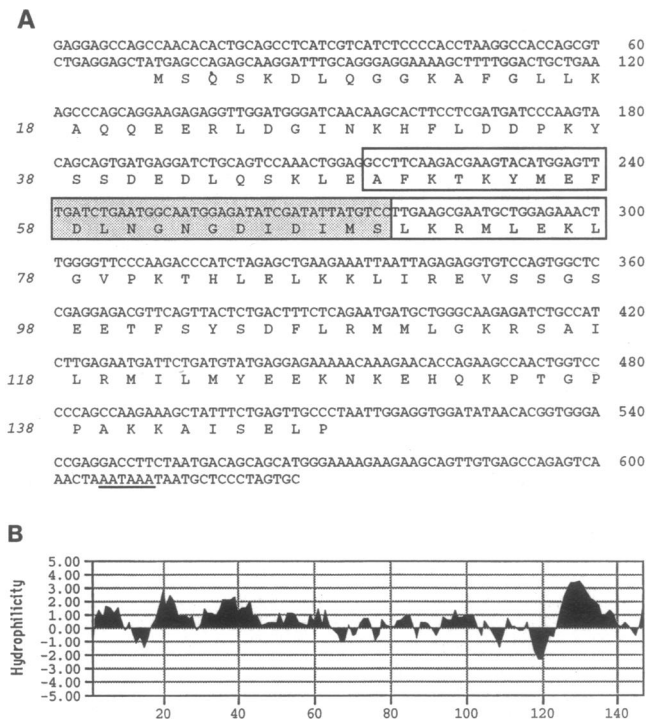 A
GAGGAGCCAGCCAACACACTGCAGCCTCATCGTCATCTCCCCACCTAAGGCCACCAGCGT 60
CTGAGGAGCTATGAGCCAGAGCAAGGATTTGCAGGGAGGAAAAGCTTTTGGACTGCTGAA 120
M S Q S K D L Q G G K A F G L L K
AGCCCAGCAGGAAGAGAGGTTGGATGGGATCAACAAGCACTTCCTCGATGATCCCAAGTA 180
18 A Q Q E E R L D G I N K H F L D D P K Y
CAGCAGTGATGAGGATCTGCAGTCCAAACTGGAGGCCTTCAAGACGAAGTACATGGAGTT 240
38 S S D E D L Q S K L E A F K T K Y M E F
TGATCTGAATGGCAATGGAGATATCGATATTATGTCCTTGAAGCGAATGCTGGAGAAACT 300
58 D L N G N G D I D I M S L K R M L E K L
TGGGGTTCCCAAGACCCATCTAGAGCTGAAGAAATTAATTAGAGAGGTGTCCAGTGGCTC 360
78 G V P K T H L E L K K L I R E V S S G S
CGAGGAGACGTTCAGTTACTCTGACTTTCTCAGAATGATGCTGGGCAAGAGATCTGCCAT 420
98 E E T F S Y S D F L R M M L G K R S A I
CTTGAGAATGATTCTGATGTATGAGGAGAAAAACAAAGAACACCAGAAGCCAACTGGTCC 480
118 L R M I L M Y E E K N K E H Q K P T G P
CCCAGCCAAGAAAGCTATTTCTGAGTTGCCCTAATTGGAGGTGGATATAACACGGTGGGA 540
138 P A K K A I S E L P
CCGAGGACCTTCTAATGACAGCAGCATGGGAAAAGAAGAAGCAGTTGTGAGCCAGAGTCA 600
AACTAAATAAATAATGCTCCCTAGTGC
B
Hydrophilicity
5.00
4.00
3.00
2.00
1.00
0.00
-1.00
-2.00
-3.00
-4.00
-5.00
20 40 60 80 100 120 140